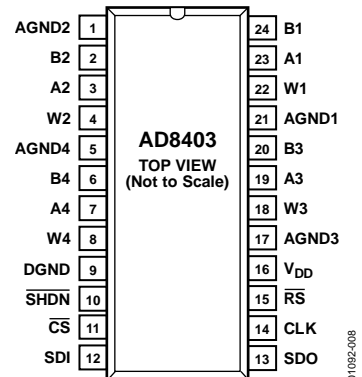 AGND2 1 24 B1
B2 2 23 A1
A2 3 22 W1
W2 4 21 AGND1
AD8403
TOP VIEW
(Not to Scale)
AGND4 5 20 B3
B4 6 19 A3
A4 7 18 W3
W4 8 17 AGND3
DGND 9 16 VDD
SHDN 10 15 RS
CS 11 14 CLK
SDI 12 13 SDO
01092-008